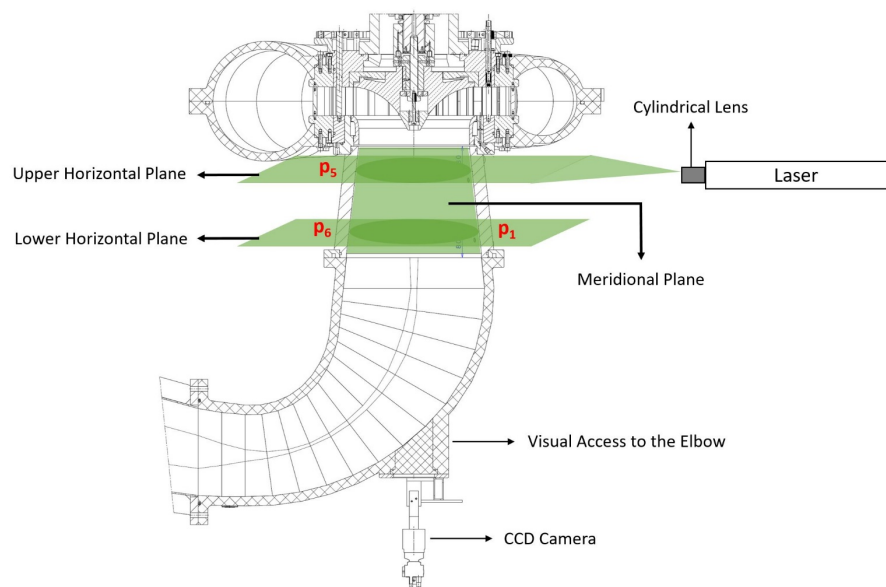 Cylindrical Lens
Laser
Upper Horizontal Plane
p5
Lower Horizontal Plane
p6
p1
Meridional Plane
Visual Access to the Elbow
CCD Camera